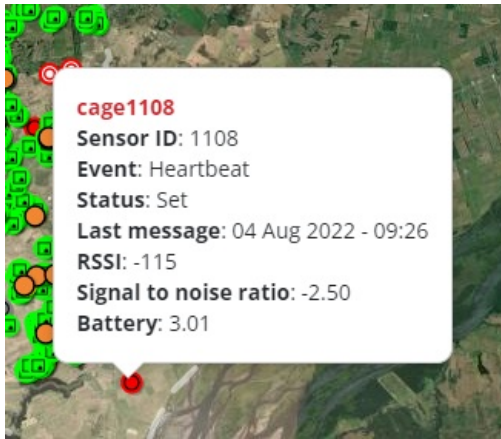 cage1108
Sensor ID: 1108
Event: Heartbeat
Status: Set
Last message: 04 Aug 2022 - 09:26
RSSI: -115
Signal to noise ratio: -2.50
Battery: 3.01